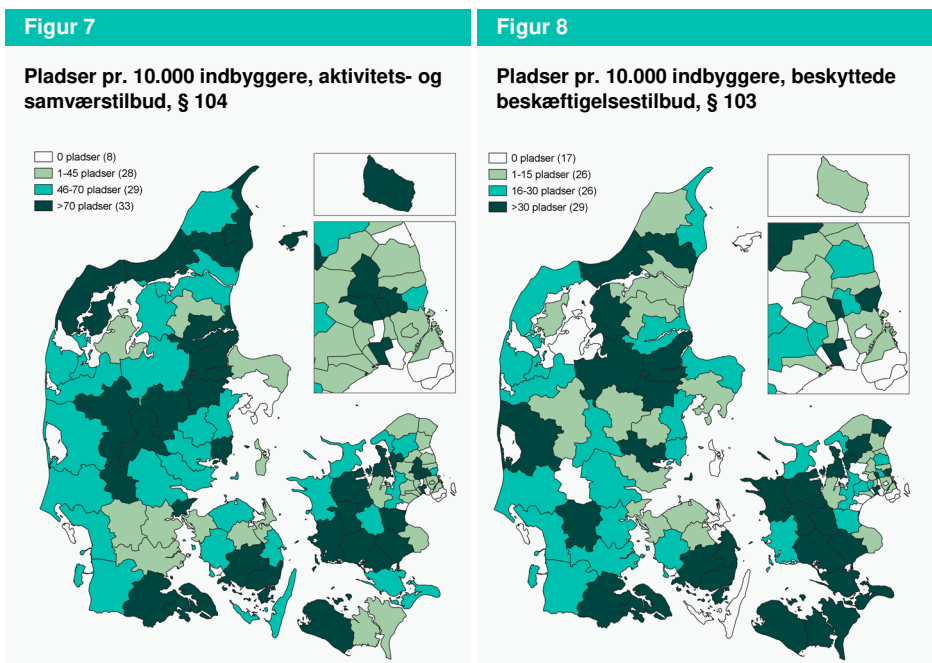 Figur 7
Pladser pr. 10.000 indbyggere, aktivitets- og
samværstilbud, § 104
0 pladser (8)
1-45 pladser (28)
46-70 pladser (29)
>70 pladser (33)
Figur 8
Pladser pr. 10.000 indbyggere, beskyttede
beskæftigelsestilbud, § 103
0 pladser (17)
1-15 pladser (26)
16-30 pladser (26)
>30 pladser (29)